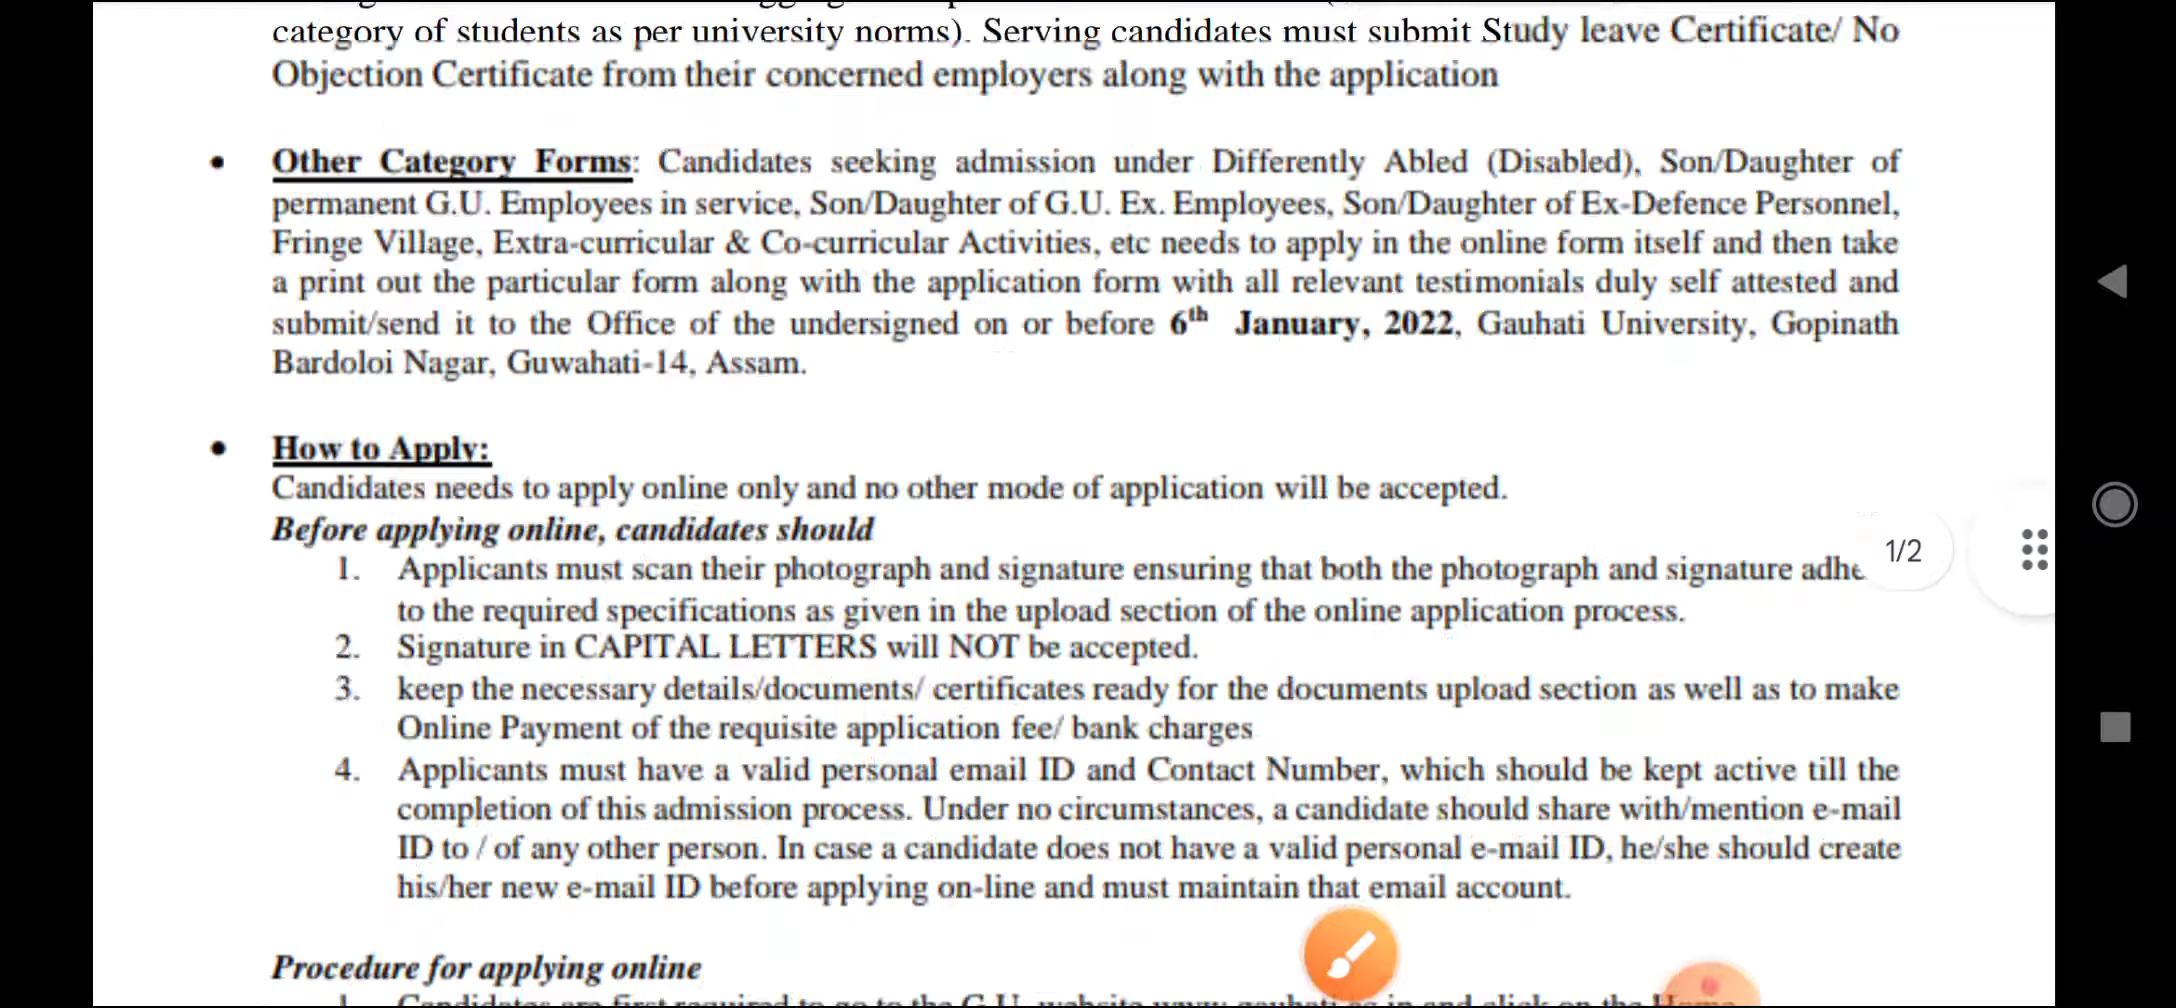 category of students as per university norms). Serving candidates must submit Study leave Certificate/ No
Objection Certificate from their concerned employers along with the application
• Other Category Forms: Candidates seeking admission under Differently Abled (Disabled), Son/Daughter of
permanent G.U. Employees in service, Son/Daughter of G.U. Ex. Employees, Son/Daughter of Ex-Defence Personnel,
Fringe Village, Extra-curricular & Co-curricular Activities, etc needs to apply in the online form itself and then take
a print out the particular form along with the application form with all relevant testimonials duly self attested and
submit/send it to the Office of the undersigned on or before 6th January, 2022, Gauhati University, Gopinath
Bardoloi Nagar, Guwahati-14, Assam.
• How to Apply:
Candidates needs to apply online only and no other mode of application will be accepted.
Before applying online, candidates should
1. Applicants must scan their photograph and signature ensuring that both the photograph and signature adhe
1/2
to the required specifications as given in the upload section of the online application process.
2. Signature in CAPITAL LETTERS will NOT be accepted.
3. keep the necessary details/documents/ certificates ready for the documents upload section as well as to make
Online Payment of the requisite application fee/ bank charges
4. Applicants must have a valid personal email ID and Contact Number, which should be kept active till the
completion of this admission process. Under no circumstances, a candidate should share with/mention e-mail
ID to / of any other person. In case a candidate does not have a valid personal e-mail ID, he/she should create
his/her new e-mail ID before applying on-line and must maintain that email account.
Procedure for applying online